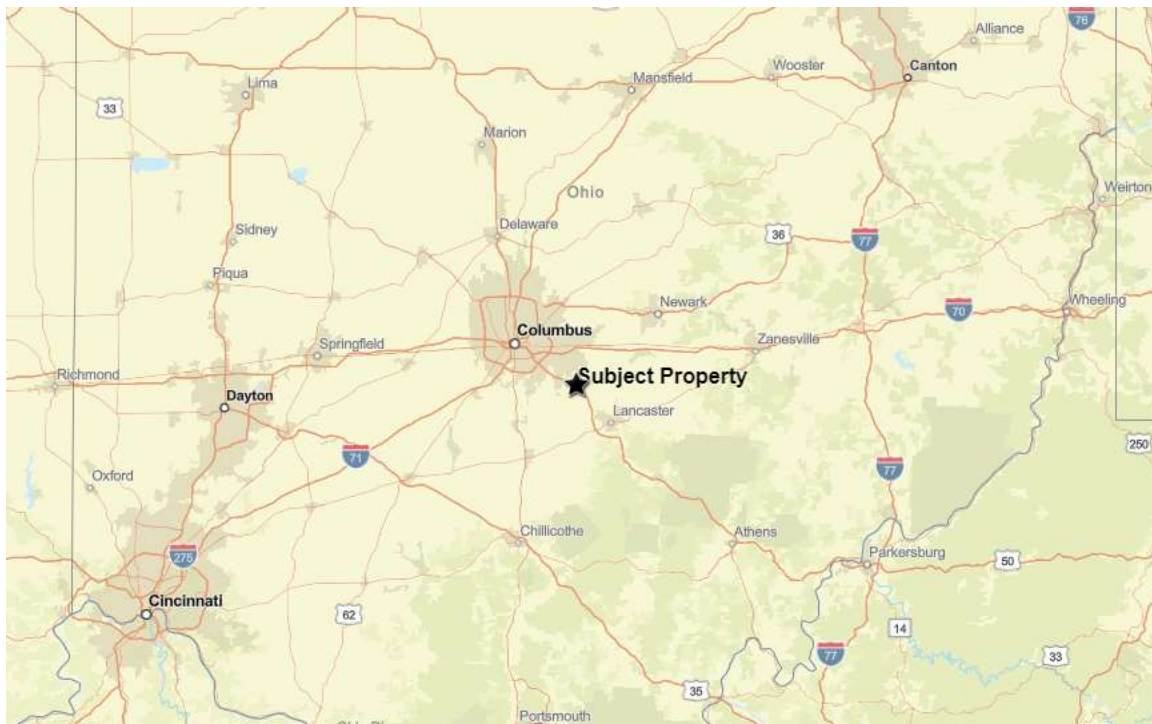 76
Alliance
Canton
Wooster
Mansfield
Lima
33
Marion
Ohio
Weirton
Delaware
36
77
Sidney
Piqua
Newark
70
Wheeling
Columbus
Zanesville
Springfield
Richmond
Subject Property
Dayton
Lancaster
250
71
77
Oxford
Chillicothe
Athens
275
Parkersburg
50
Cincinnati
62
14
77
33
35
Portsmouth